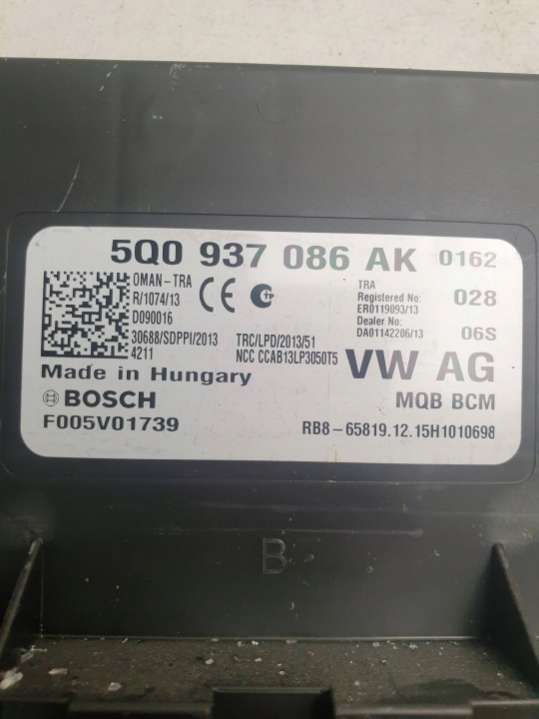 5Q0 937 086 AK 0162
OMAN-TRA
R/1074/13
D090016
30688/SDPPI/2013
4211
TRC/LPD/2013/51
NCC CCAB13LP3050T5
CE
TRA
Registered No:
ER0119093/13
Dealer No:
DA01142206/13
028
06S
Made in Hungary
VW AG
BOSCH
MQB BCM
F005V01739
RB8-65819.12.15H1010698
B